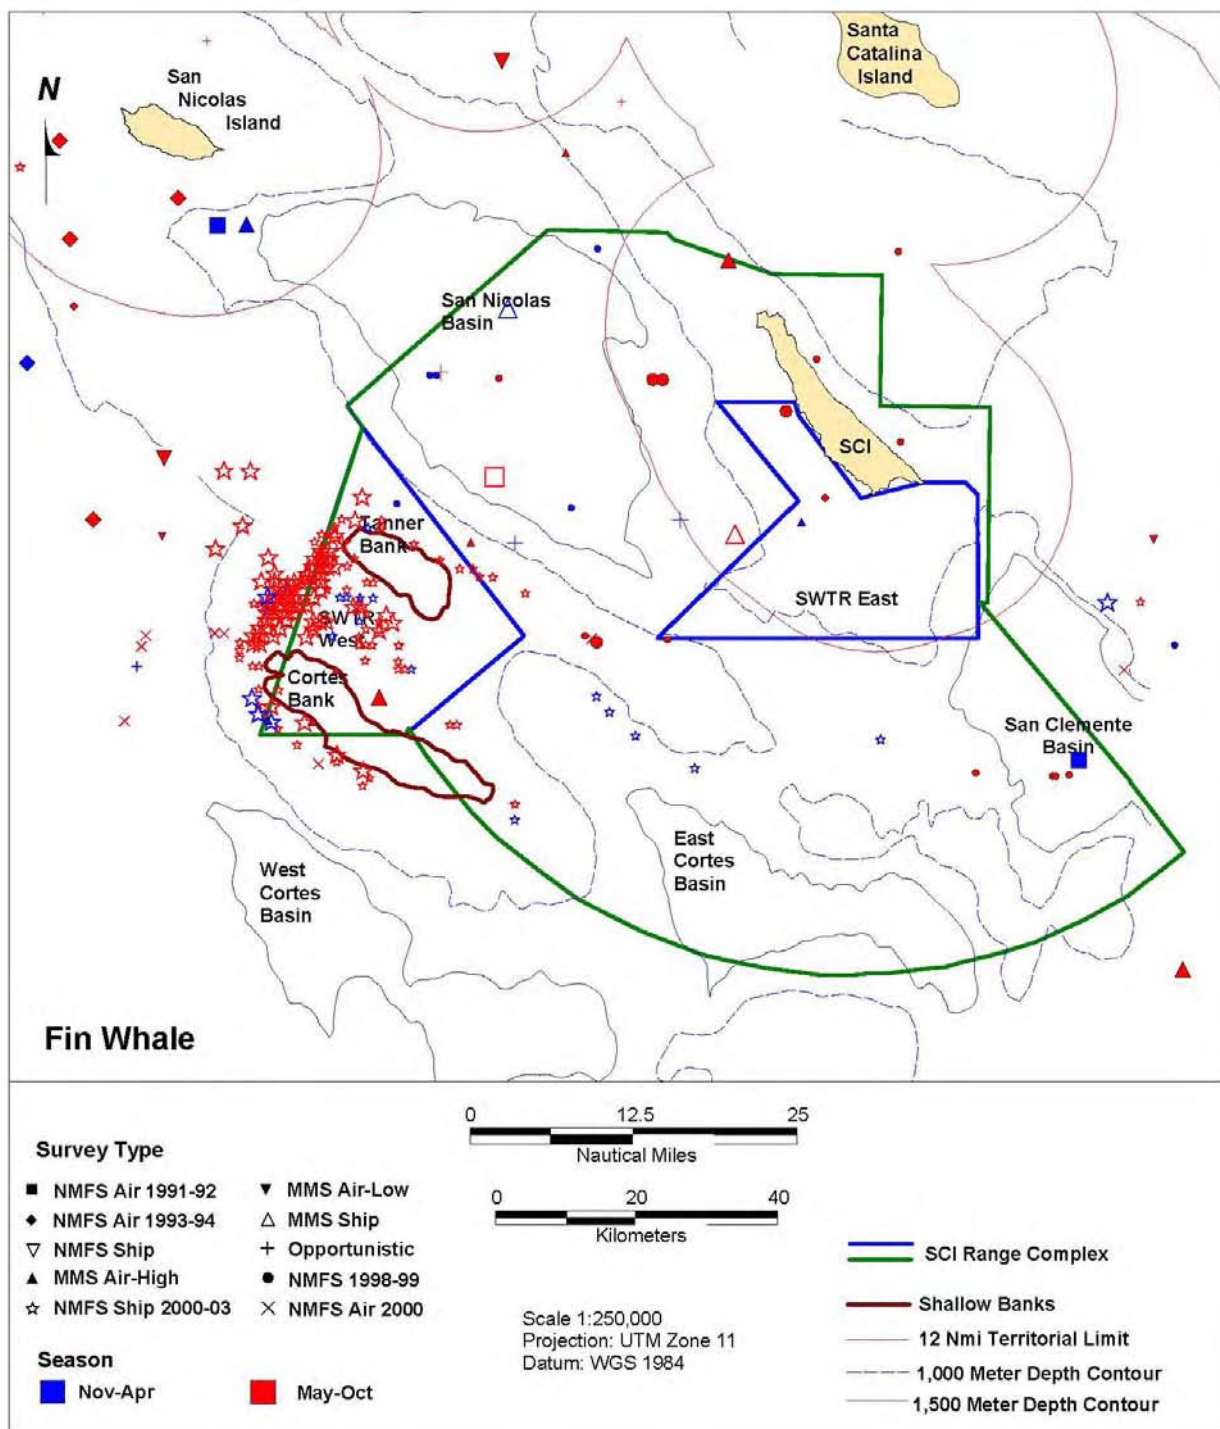 Santa
Catalina
Island
San
Nicolas
Island
N
San Nicolas
Basin
SCI
Tanner
Bank
SWTR East
SWTR
West
Cortes
Bank
San Clemente
Basin
East
Cortes
Basin
West
Cortes
Basin
Fin Whale
0 12.5 25
Nautical Miles
0 20 40
Kilometers
Survey Type
NMFS Air 1991-92
NMFS Air 1993-94
NMFS Ship
MMS Air-High
NMFS Ship 2000-03
MMS Air-Low
MMS Ship
Opportunistic
NMFS 1998-99
NMFS Air 2000
Season
Nov-Apr
May-Oct
Scale 1:250,000
Projection: UTM Zone 11
Datum: WGS 1984
SCI Range Complex
Shallow Banks
12 Nmi Territorial Limit
1,000 Meter Depth Contour
1,500 Meter Depth Contour